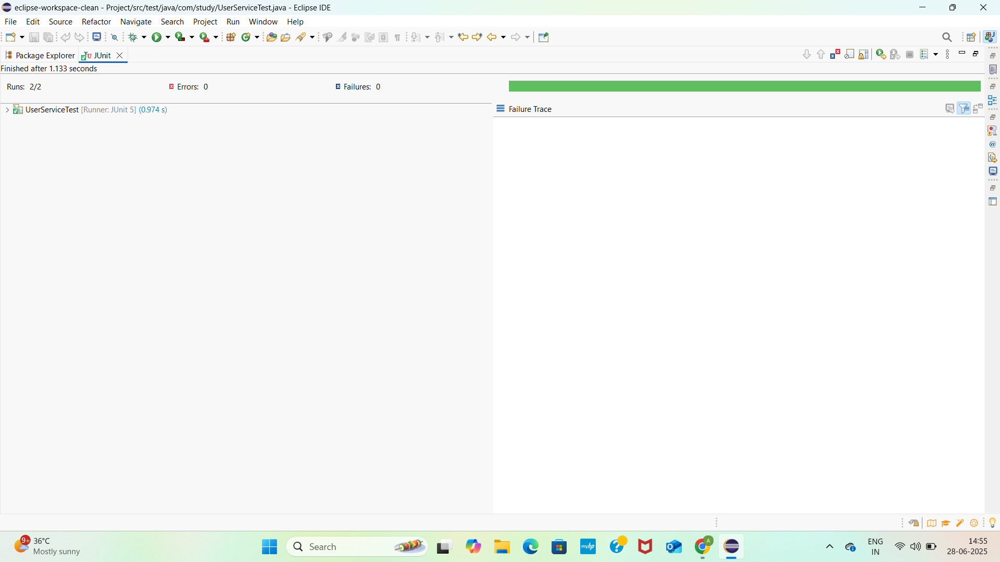 eclipse-workspace-clean - Project/src/test/java/com/study/UserServiceTest.java - Eclipse IDE
File Edit Source Refactor Navigate Search Project Run Window Help
Package Explorer JUnit
Finished after 1.133 seconds
Runs: 2/2 Errors: 0 Failures: 0
UserServiceTest [Runner: JUnit 5] (0.974 s)
Failure Trace
9+
36°C
Mostly sunny
Search
myhp
A
ENG
IN
14:55
28-06-2025